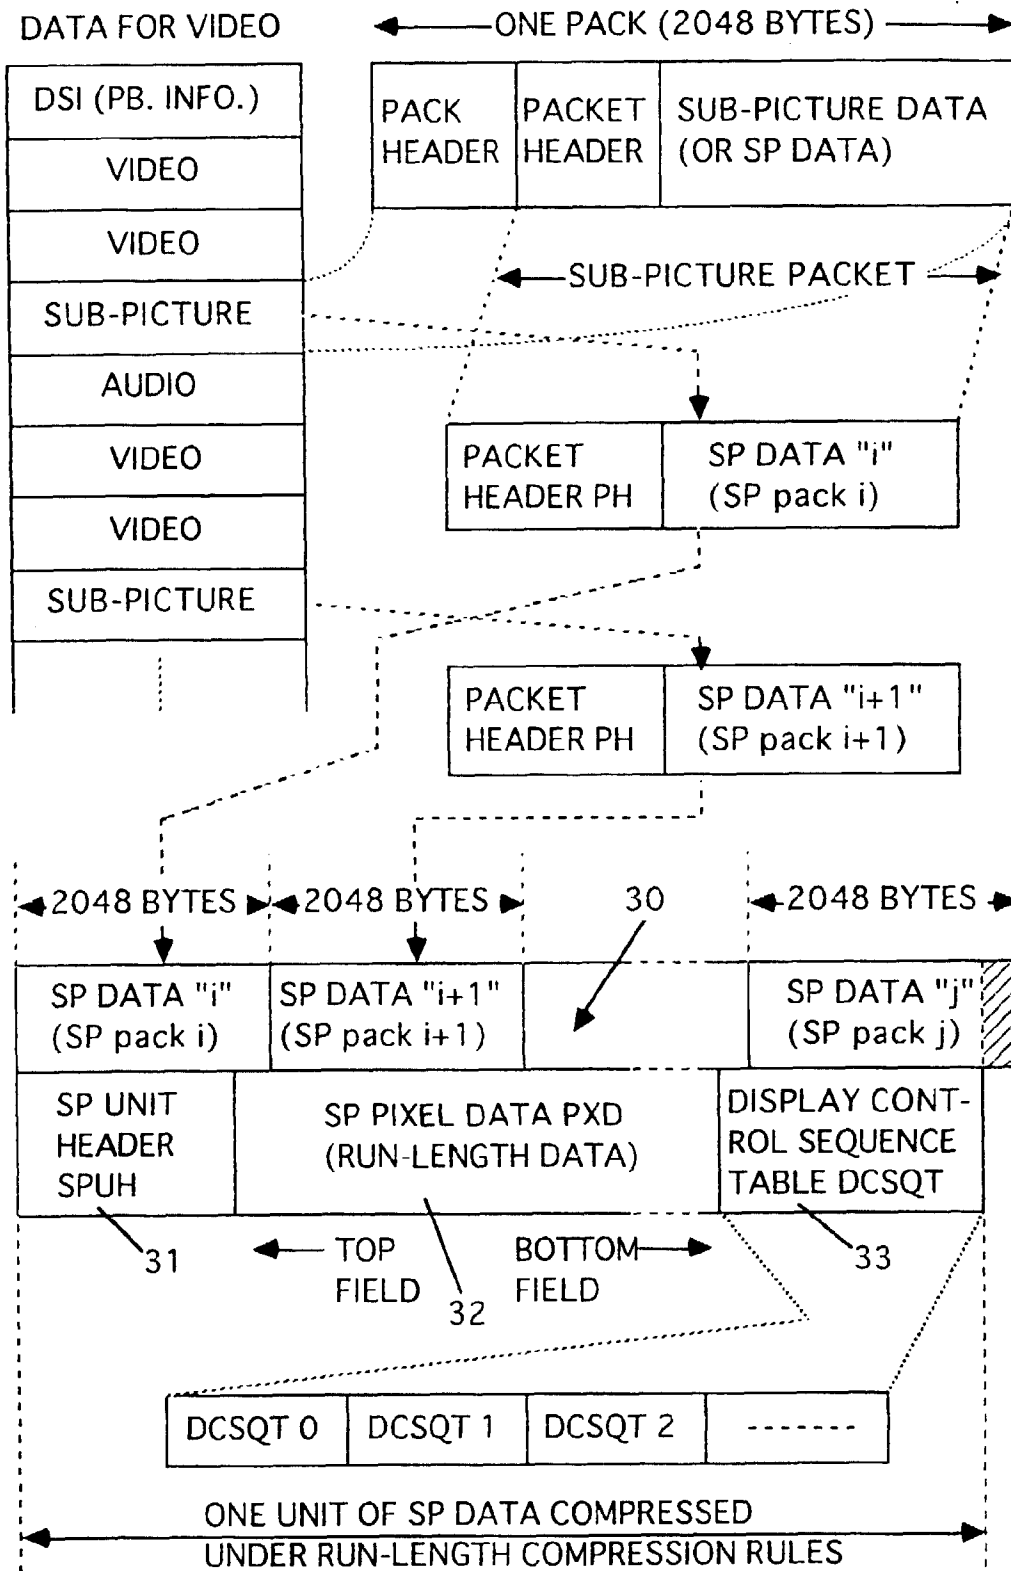 DATA FOR VIDEO
ONE PACK (2048 BYTES)
DSI (PB. INFO.)
VIDEO
VIDEO
SUB-PICTURE
AUDIO
VIDEO
VIDEO
SUB-PICTURE
PACK
HEADER
PACKET
HEADER
SUB-PICTURE DATA
(OR SP DATA)
SUB-PICTURE PACKET
PACKET
HEADER PH
SP DATA "i"
(SP pack i)
PACKET
HEADER PH
SP DATA "i+1"
(SP pack i+1)
2048 BYTES
2048 BYTES
30
2048 BYTES
SP DATA "i"
(SP pack i)
SP DATA "i+1"
(SP pack i+1)
SP DATA "j"
(SP pack j)
SP UNIT
HEADER
SPUH
SP PIXEL DATA PXD
(RUN-LENGTH DATA)
DISPLAY CONT-
ROL SEQUENCE
TABLE DCSQT
31
TOP
FIELD
32
BOTTOM
FIELD
33
DCSQT 0
DCSQT 1
DCSQT 2
ONE UNIT OF SP DATA COMPRESSED
UNDER RUN-LENGTH COMPRESSION RULES